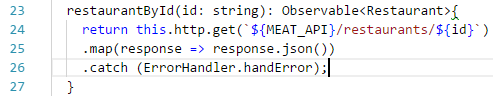 23 restaurantById(id: string): Observable<Restaurant>{
24 return this.http.get(`${MEAT_API}/restaurants/${id}`)
25 .map(response => response.json())
26 .catch (ErrorHandler.handError);
27 }